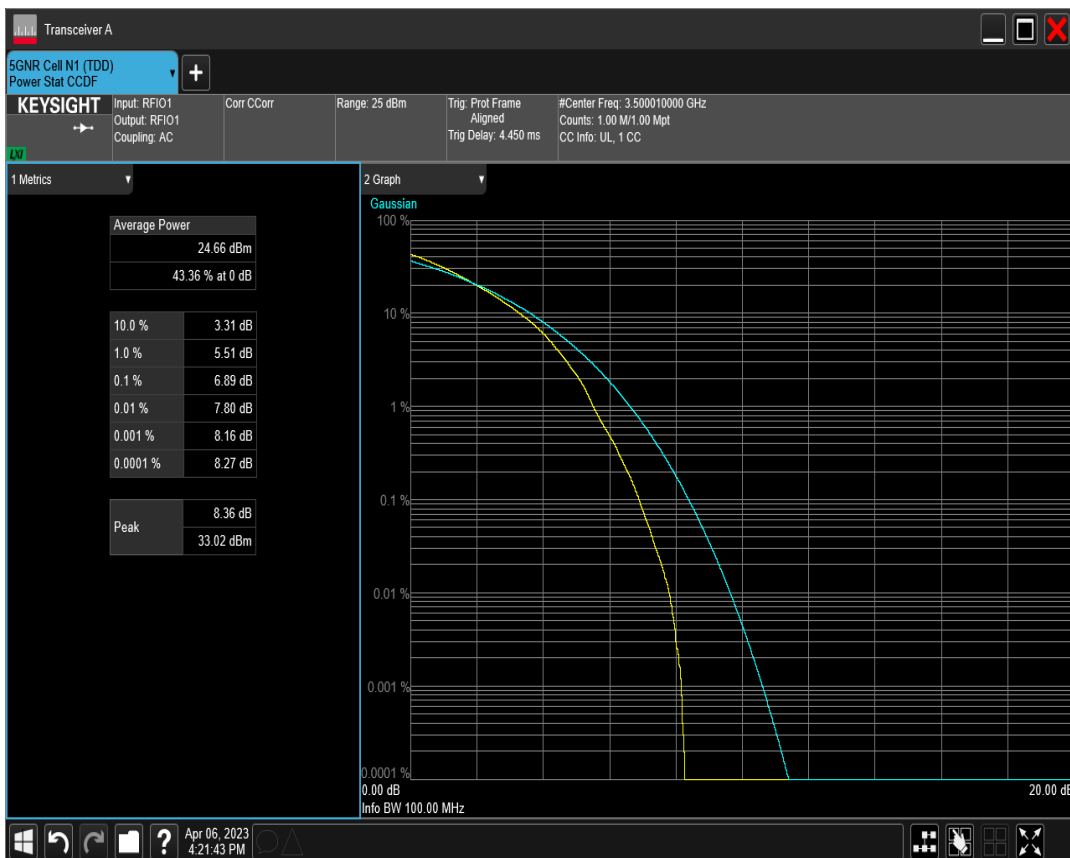 Transceiver A
5GNR Cell N1 (TDD)
Power Stat CCDF
KEYSIGHT
LXI
Input: RFIO1
Output: RFIO1
Coupling: AC
Corr CCorr
Range: 25 dBm
Trig: Prot Frame
Aligned
Trig Delay: 4.450 ms
#Center Freq: 3.500010000 GHz
Counts: 1.00 M/1.00 Mpt
CC Info: UL, 1 CC
1 Metrics
Average Power
24.66 dBm
43.36 % at 0 dB
10.0 % 3.31 dB
1.0 % 5.51 dB
0.1 % 6.89 dB
0.01 % 7.80 dB
0.001 % 8.16 dB
0.0001 % 8.27 dB
Peak 8.36 dB
33.02 dBm
2 Graph
Gaussian
100 %
10 %
1 %
0.1 %
0.01 %
0.001 %
0.0001 %
0.00 dB 20.00 dB
Info BW 100.00 MHz
?
Apr 06, 2023
4:21:43 PM